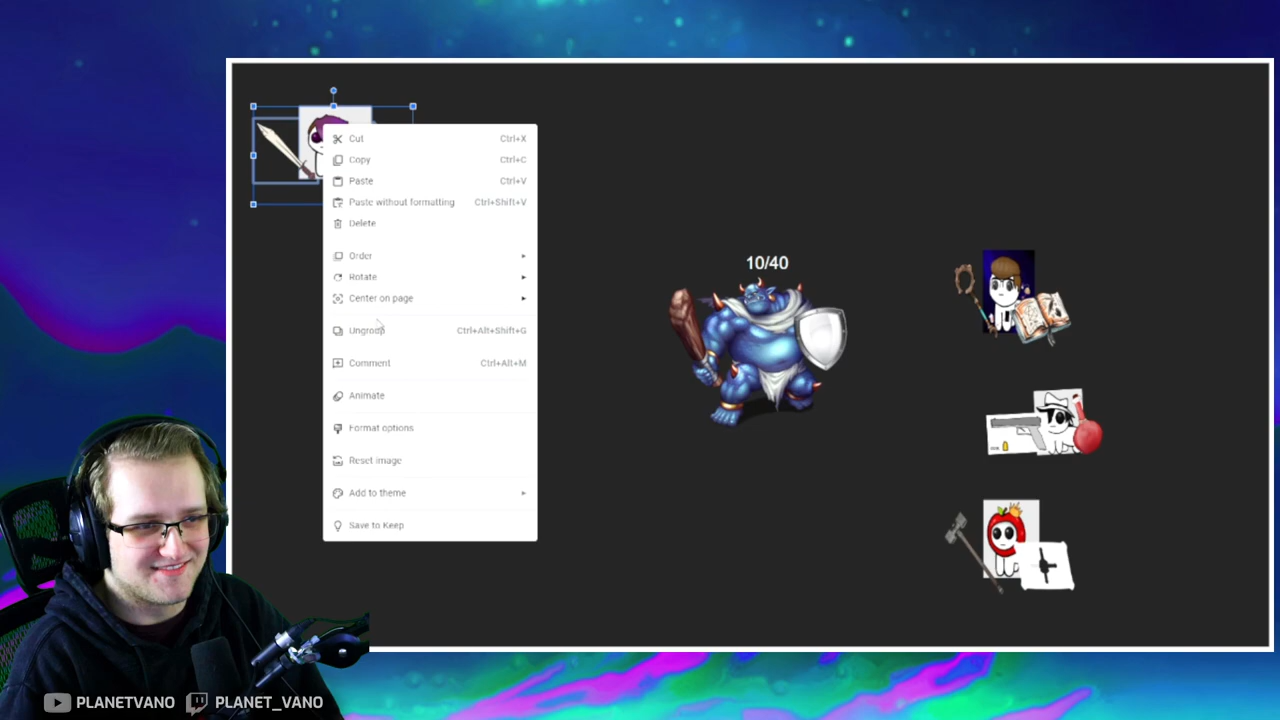 Cut Ctrl+X
Copy Ctrl+C
Paste Ctrl+V
Paste without formatting Ctrl+Shift+V
Delete
Order
Rotate
Center on page
Ungroup Ctrl+Alt+Shift+G
Comment Ctrl+Alt+M
Animate
Format options
Reset image
Add to theme
Save to Keep
10/40
PLANETVANO PLANET_VANO